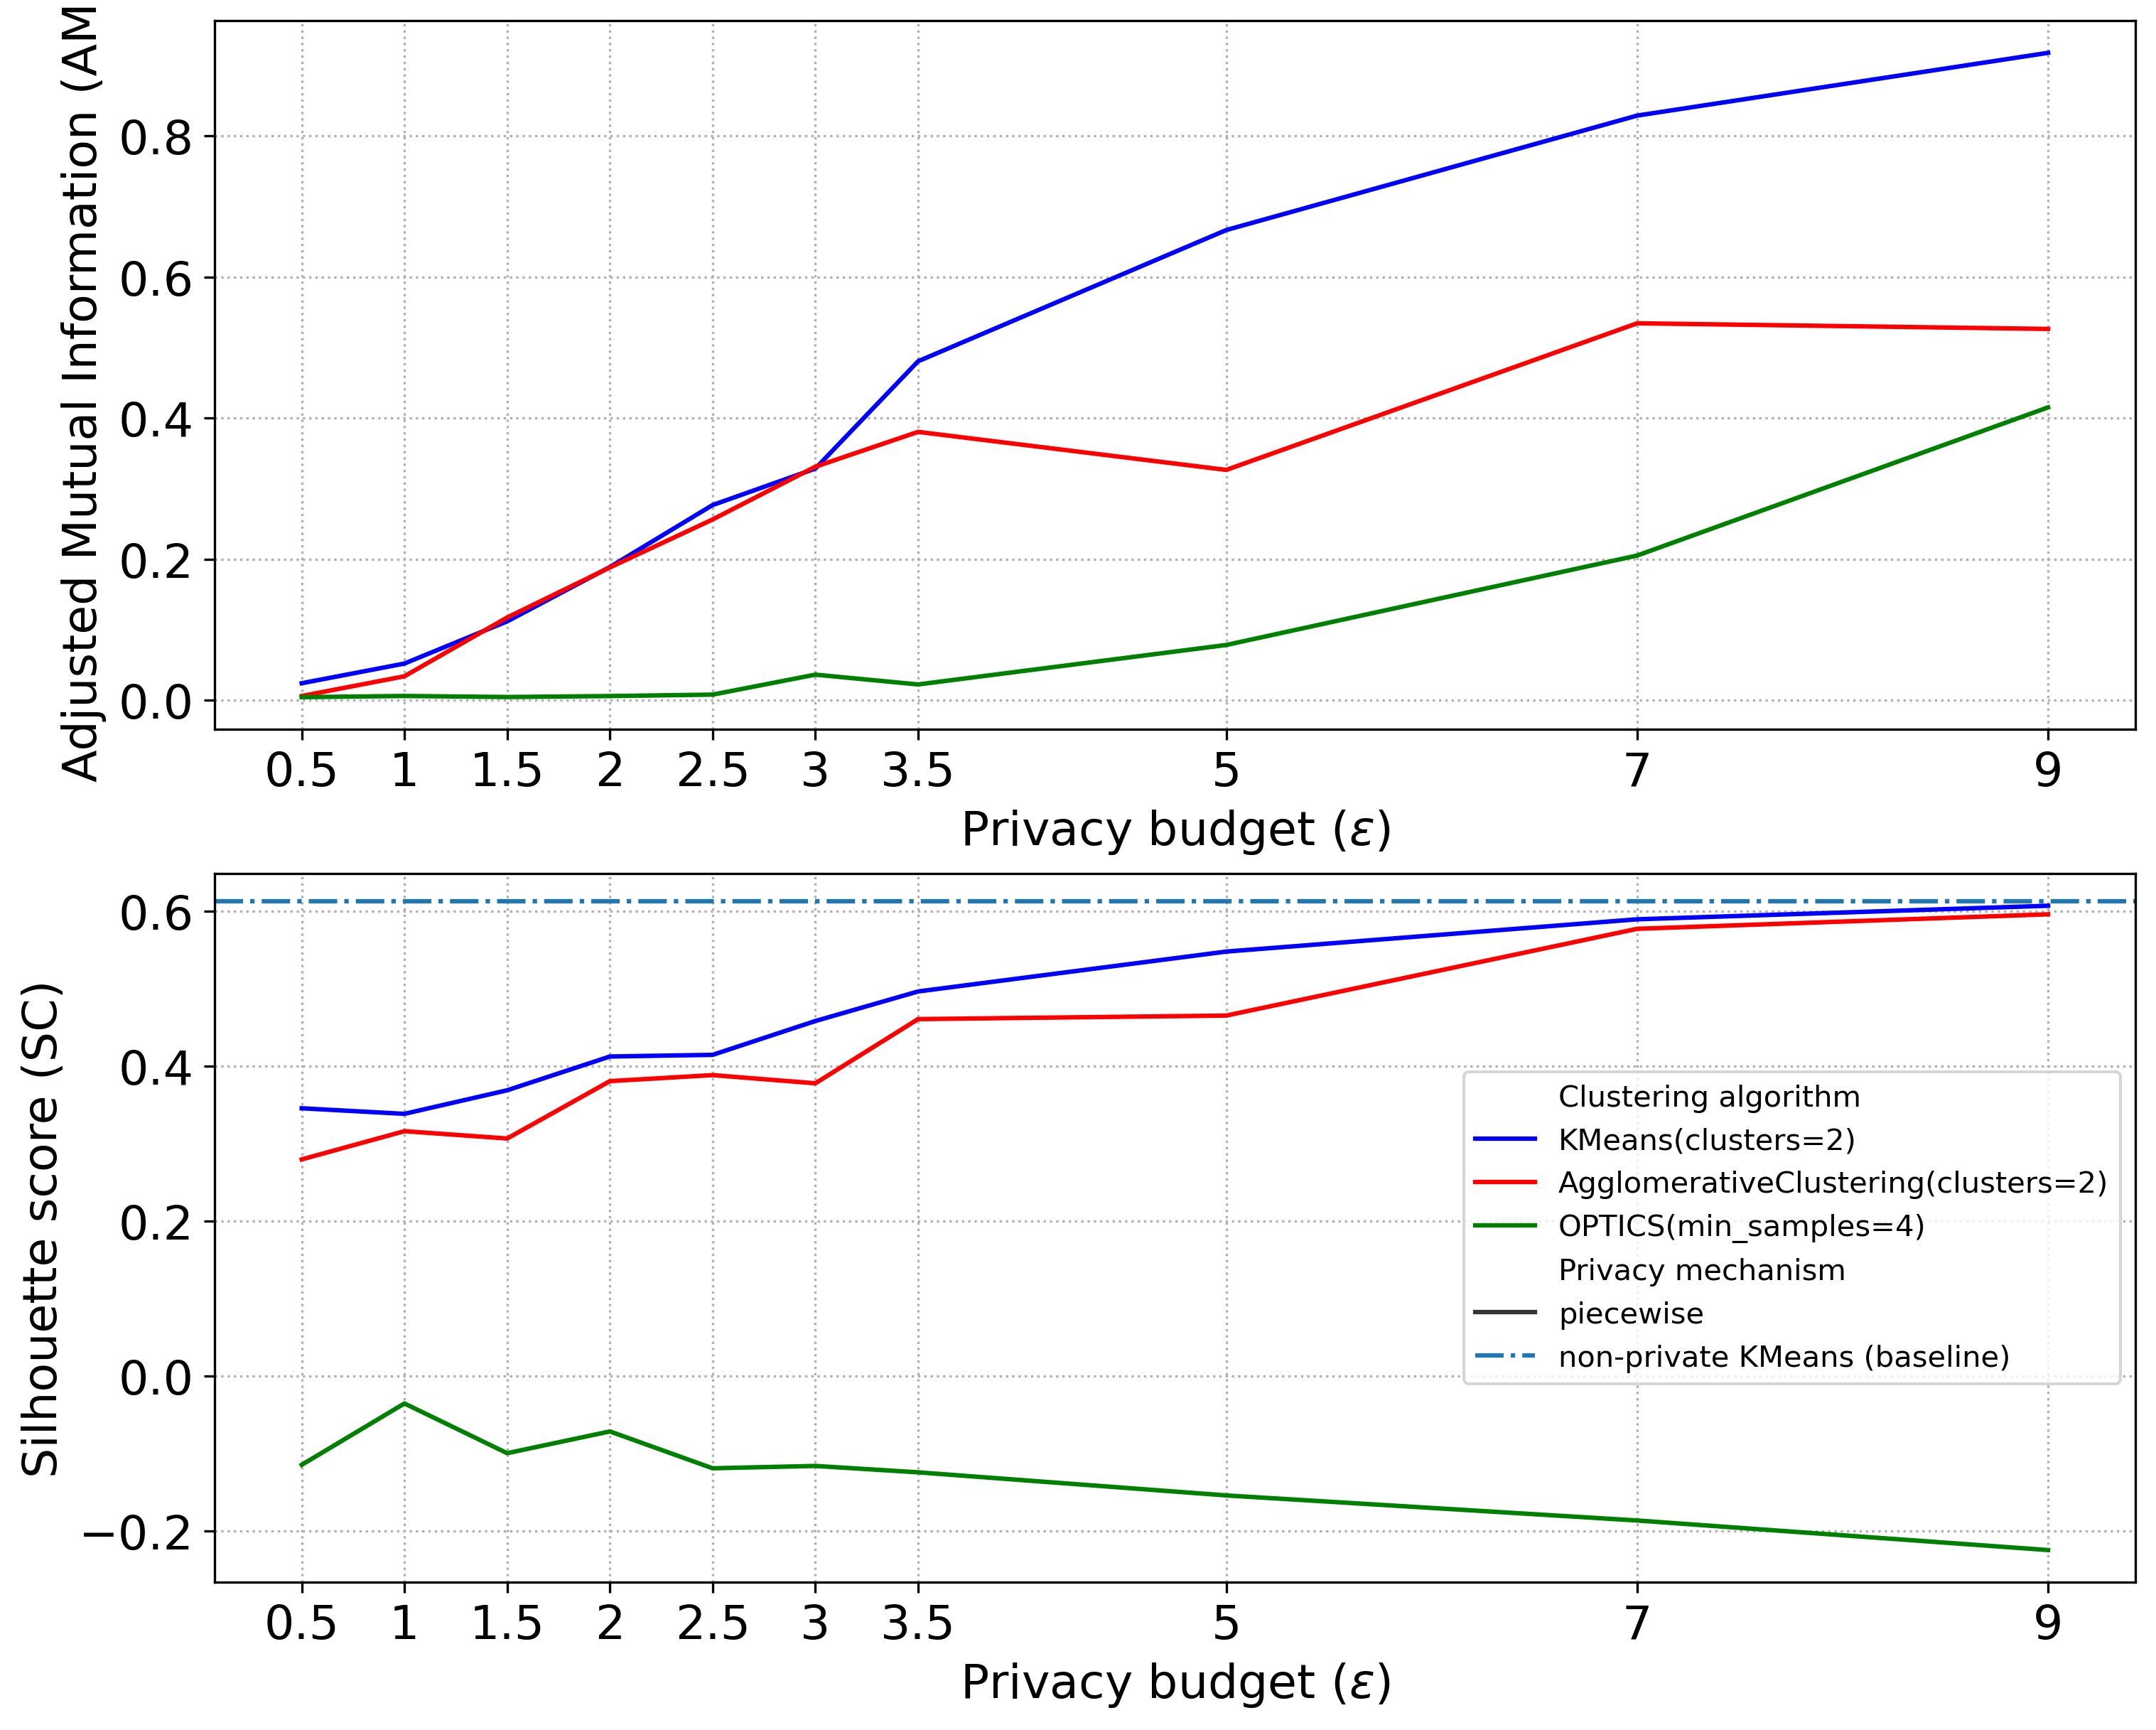 Adjusted Mutual Information (AM
0.8
0.6
0.4
0.2
0.0
0.5 1 1.5 2 2.5 3 3.5 5 7 9
Privacy budget (ε)
Silhouette score (SC)
0.6
0.4
0.2
0.0
−0.2
Clustering algorithm
KMeans(clusters=2)
AgglomerativeClustering(clusters=2)
OPTICS(min_samples=4)
Privacy mechanism
piecewise
non-private KMeans (baseline)
0.5 1 1.5 2 2.5 3 3.5 5 7 9
Privacy budget (ε)